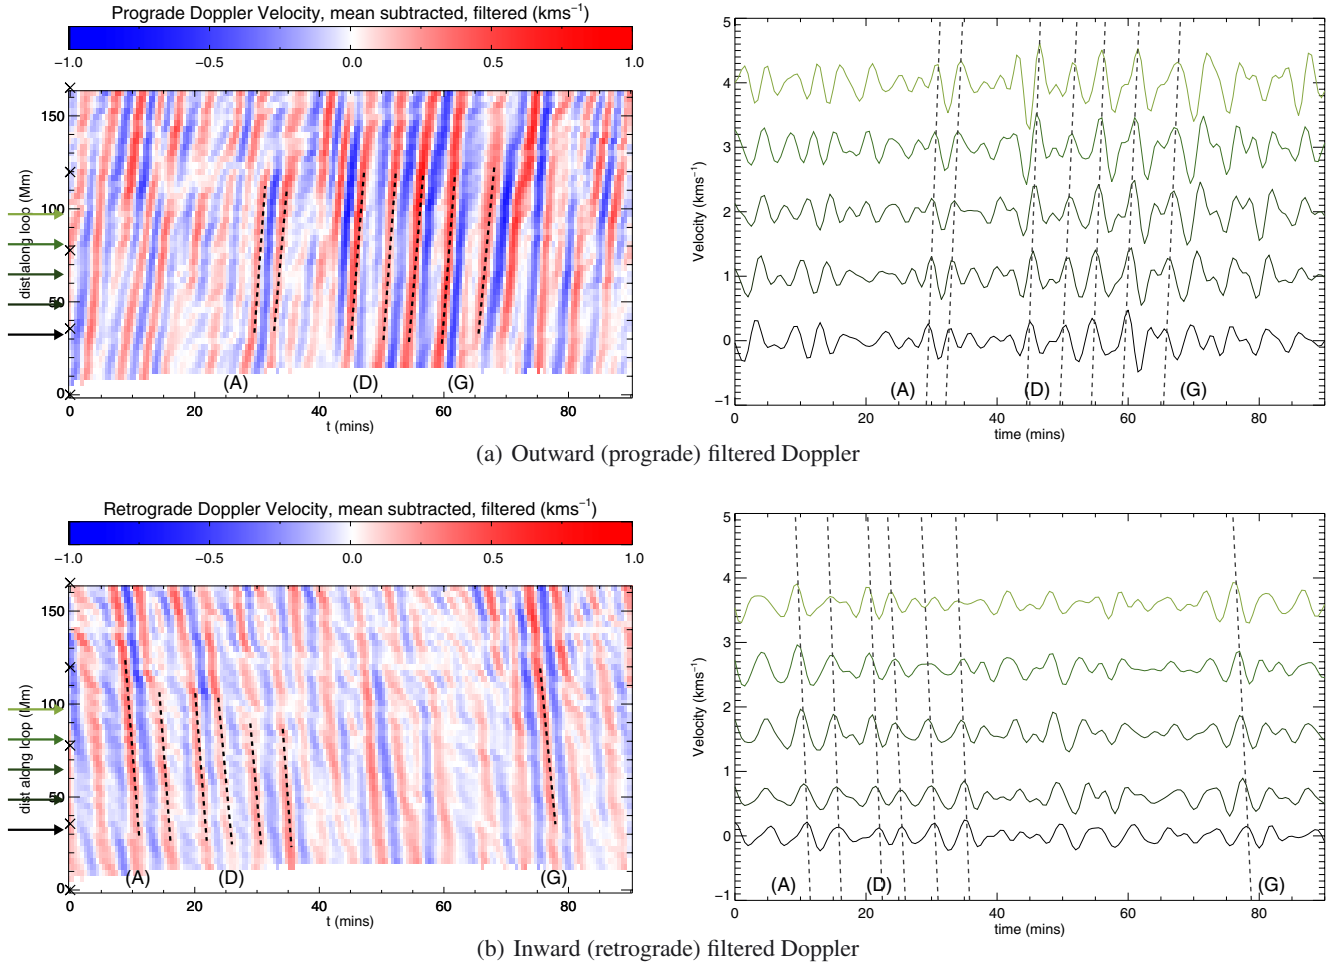 Prograde Doppler Velocity, mean subtracted, filtered (kms⁻¹)
−1.0 −0.5 0.0 0.5 1.0
dist along loop (Mm)
150
100
50
0
(A) (D) (G)
0 20 40 60 80
t (mins)
Velocity (kms⁻¹)
5
4
3
2
1
0
−1
(A) (D) (G)
0 20 40 60 80
time (mins)
(a) Outward (prograde) filtered Doppler
Retrograde Doppler Velocity, mean subtracted, filtered (kms⁻¹)
−1.0 −0.5 0.0 0.5 1.0
dist along loop (Mm)
150
100
50
0
(A) (D) (G)
0 20 40 60 80
t (mins)
Velocity (kms⁻¹)
5
4
3
2
1
0
−1
(A) (D) (G)
0 20 40 60 80
time (mins)
(b) Inward (retrograde) filtered Doppler